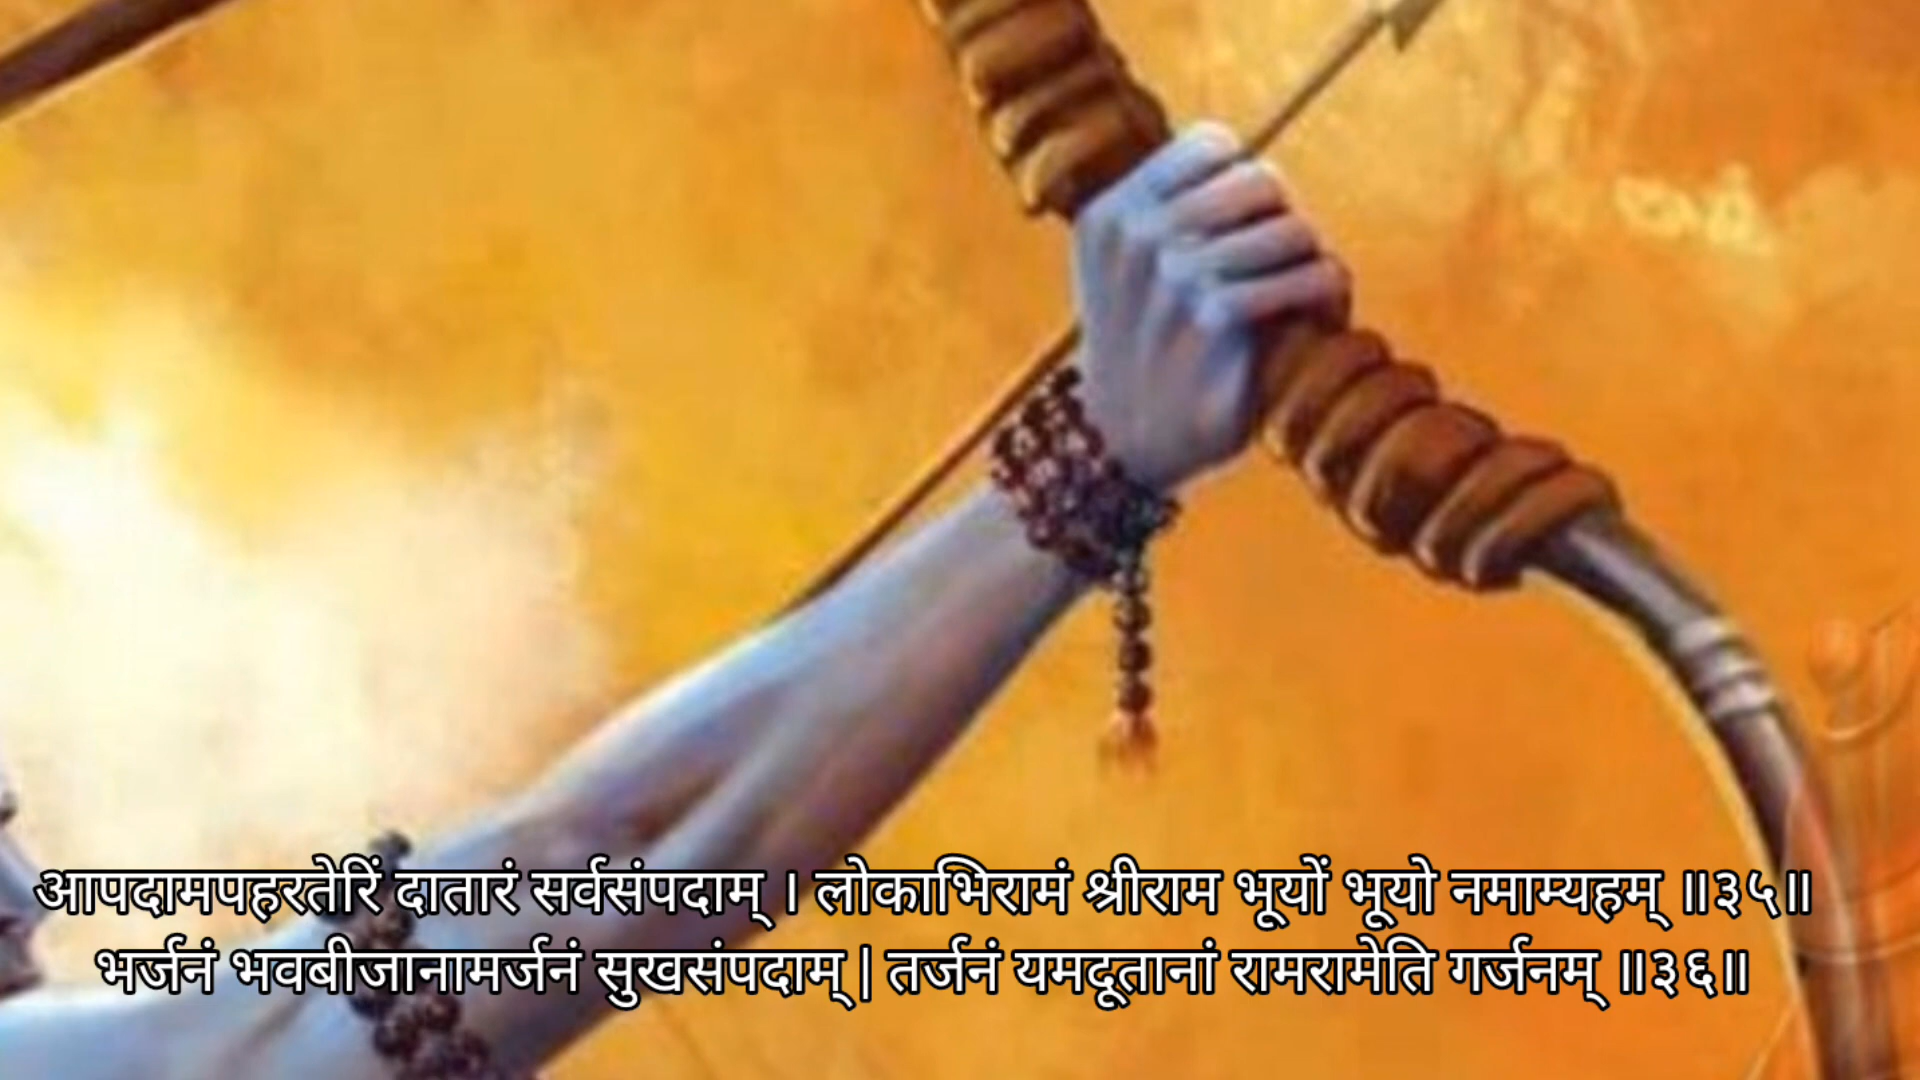 आपदामपहरतेरिं दातारं सर्वसंपदाम् । लोकाभिरामं श्रीराम भूयों भूयो नमाम्यहम् ॥३५॥
भर्जनं भवबीजानामर्जनं सुखसंपदाम् | तर्जनं यमदूतानां रामरामेति गर्जनम् ॥३६॥